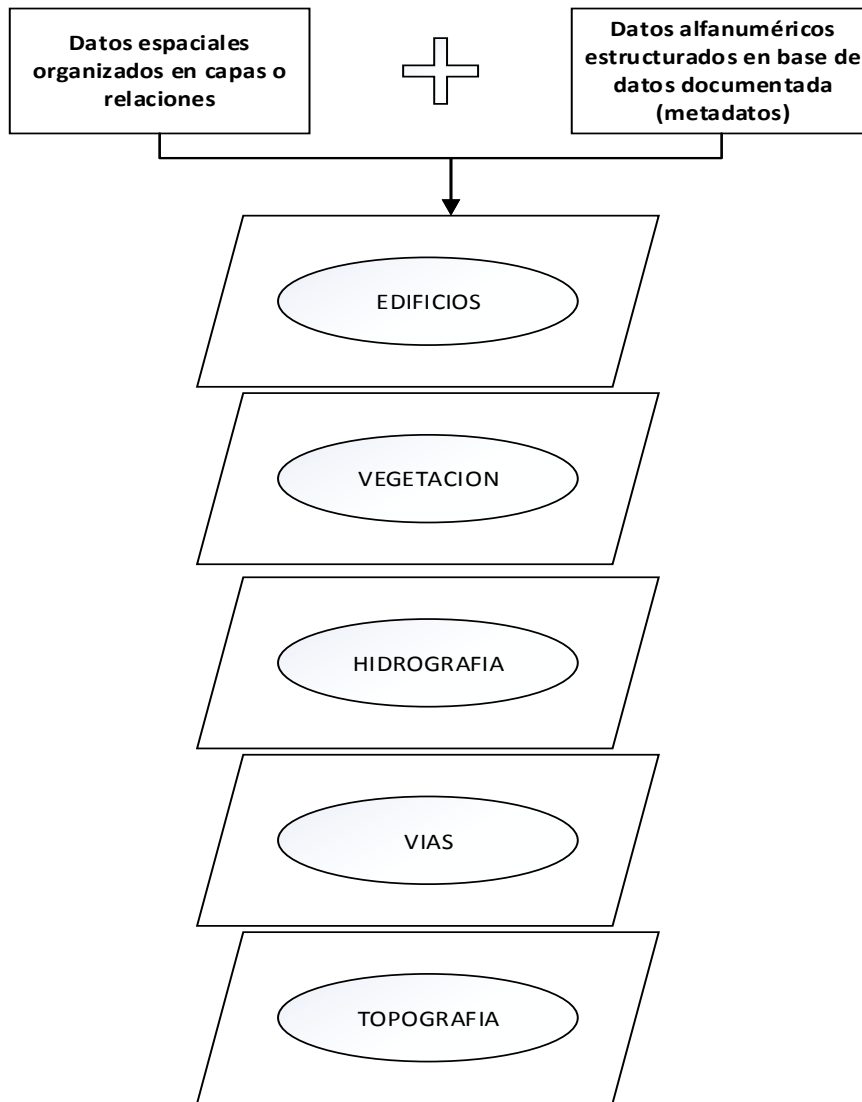 Datos espaciales
organizados en capas o
relaciones
Datos alfanuméricos
estructurados en base de
datos documentada
(metadatos)
EDIFICIOS
VEGETACION
HIDROGRAFIA
VIAS
TOPOGRAFIA